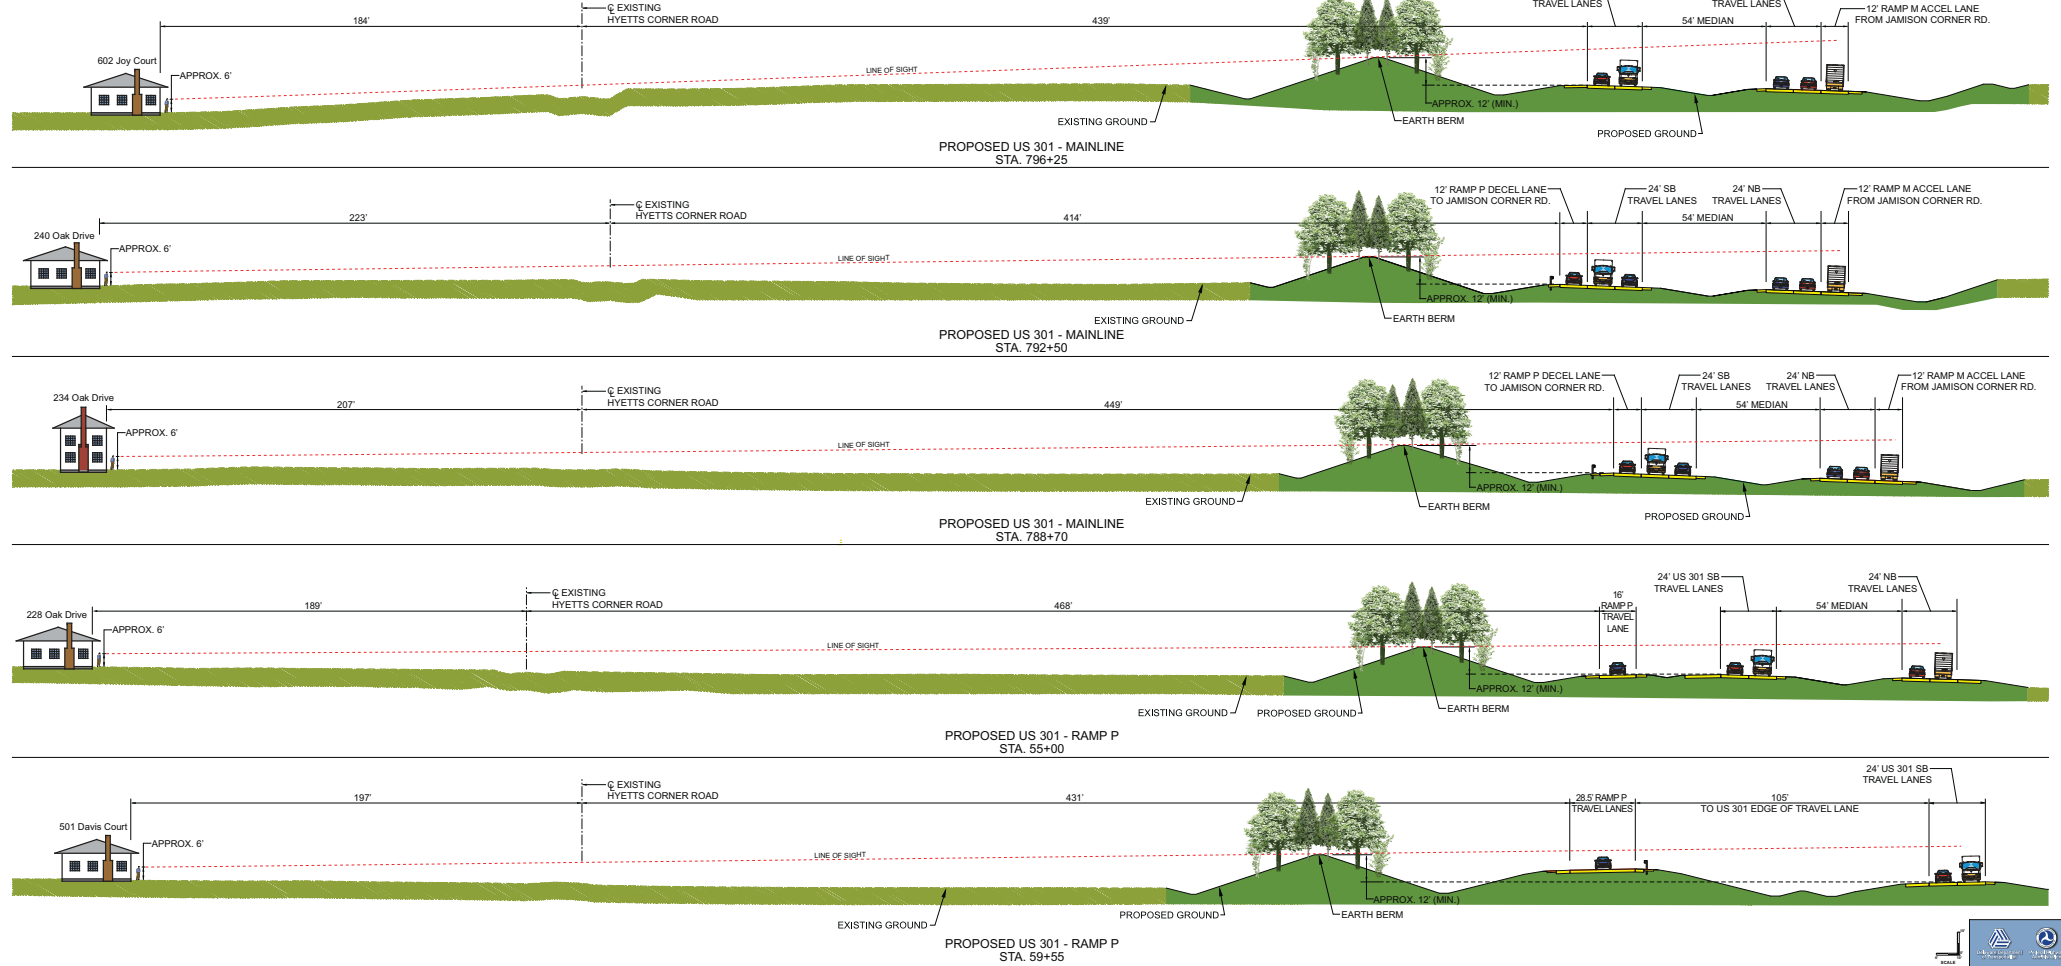 TRAVEL LANES
TRAVEL LANES
12' RAMP M ACCEL LANE
FROM JAMISON CORNER RD.
℄ EXISTING
HYETTS CORNER ROAD
184'
439'
54' MEDIAN
602 Joy Court
APPROX. 6'
LINE OF SIGHT
APPROX. 12' (MIN.)
EXISTING GROUND
EARTH BERM
PROPOSED GROUND
PROPOSED US 301 - MAINLINE
STA. 796+25
12' RAMP P DECEL LANE
TO JAMISON CORNER RD.
24' SB
TRAVEL LANES
24' NB
TRAVEL LANES
12' RAMP M ACCEL LANE
FROM JAMISON CORNER RD.
℄ EXISTING
HYETTS CORNER ROAD
223'
414'
54' MEDIAN
240 Oak Drive
APPROX. 6'
LINE OF SIGHT
APPROX. 12' (MIN.)
EXISTING GROUND
EARTH BERM
PROPOSED US 301 - MAINLINE
STA. 792+50
12' RAMP P DECEL LANE
TO JAMISON CORNER RD.
24' SB
TRAVEL LANES
24' NB
TRAVEL LANES
12' RAMP M ACCEL LANE
FROM JAMISON CORNER RD.
℄ EXISTING
HYETTS CORNER ROAD
207'
449'
54' MEDIAN
234 Oak Drive
APPROX. 6'
LINE OF SIGHT
APPROX. 12' (MIN.)
EXISTING GROUND
EARTH BERM
PROPOSED GROUND
PROPOSED US 301 - MAINLINE
STA. 788+70
24' US 301 SB
TRAVEL LANES
24' NB
TRAVEL LANES
℄ EXISTING
HYETTS CORNER ROAD
16'
RAMP P
TRAVEL
LANE
189'
468'
54' MEDIAN
228 Oak Drive
APPROX. 6'
LINE OF SIGHT
APPROX. 12' (MIN.)
EXISTING GROUND
PROPOSED GROUND
EARTH BERM
PROPOSED US 301 - RAMP P
STA. 55+00
24' US 301 SB
TRAVEL LANES
℄ EXISTING
HYETTS CORNER ROAD
197'
431'
28.5' RAMP P
TRAVEL LANES
105'
TO US 301 EDGE OF TRAVEL LANE
501 Davis Court
APPROX. 6'
LINE OF SIGHT
APPROX. 12' (MIN.)
EXISTING GROUND
PROPOSED GROUND
EARTH BERM
PROPOSED US 301 - RAMP P
STA. 59+55
SCALE